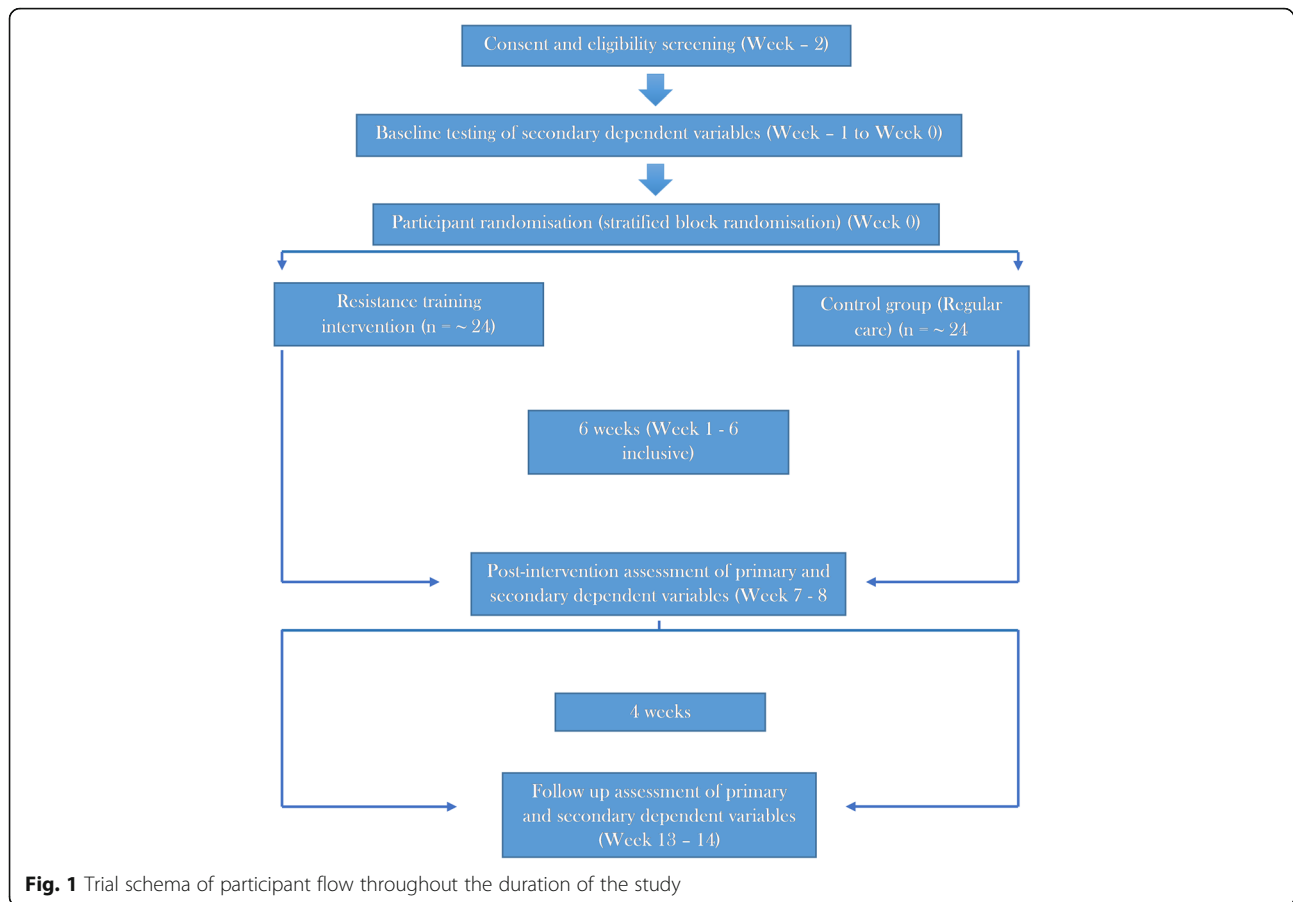 Consent and eligibility screening (Week – 2)
Baseline testing of secondary dependent variables (Week – 1 to Week 0)
Participant randomisation (stratified block randomisation) (Week 0)
Resistance training
intervention (n = ~ 24)
Control group (Regular
care) (n = ~ 24
6 weeks (Week 1 - 6
inclusive)
Post-intervention assessment of primary and
secondary dependent variables (Week 7 - 8
4 weeks
Follow up assessment of primary
and secondary dependent variables
(Week 13 – 14)
Fig. 1 Trial schema of participant flow throughout the duration of the study